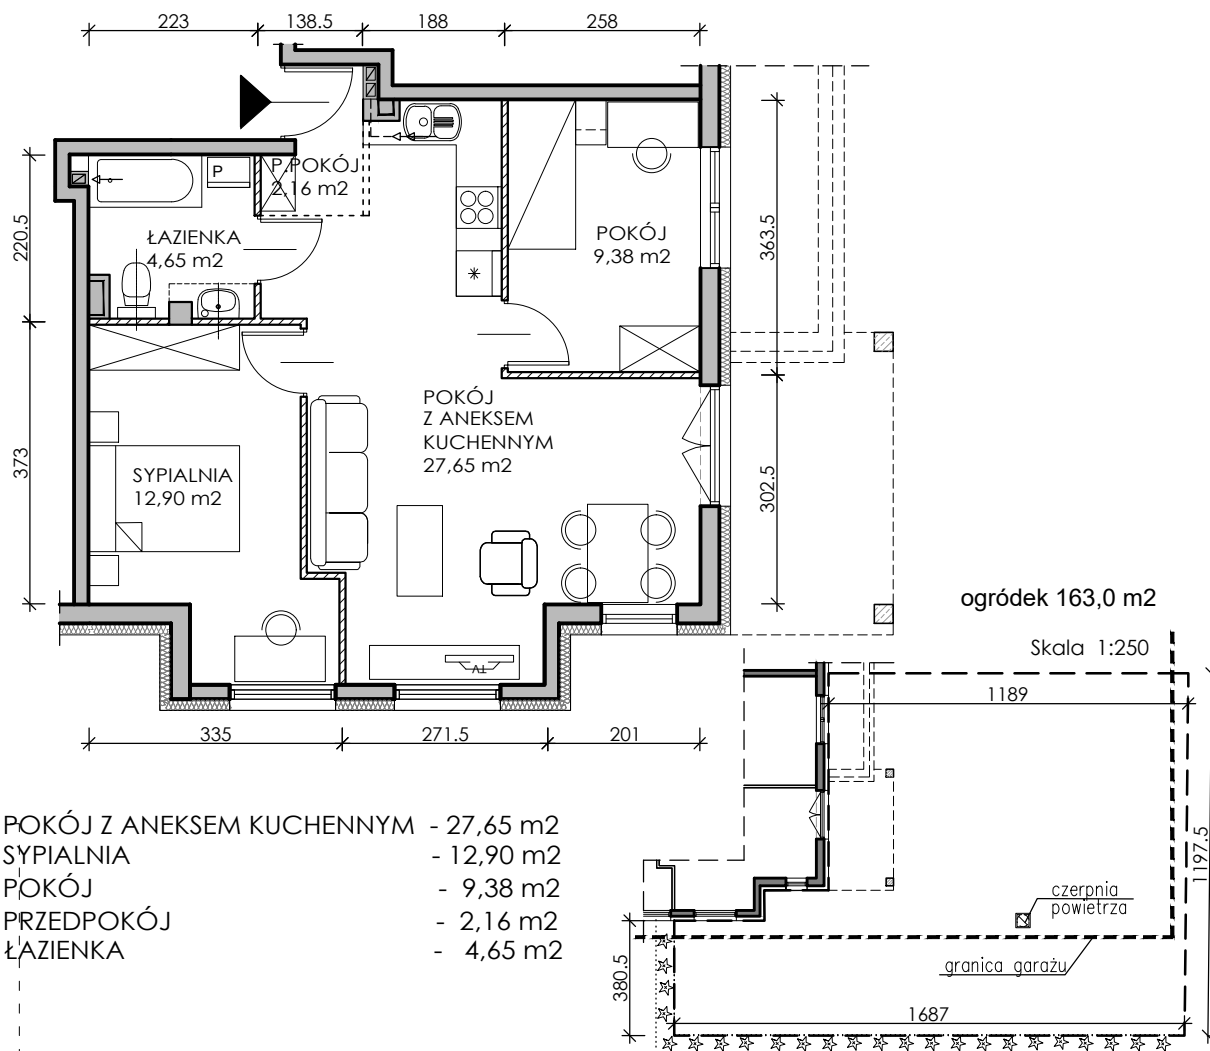 223
138.5
188
258
P.POKÓJ
2,16 m2
P
ŁAZIENKA
4,65 m2
POKÓJ
9,38 m2
220.5
363.5
POKÓJ
Z ANEKSEM
KUCHENNYM
27,65 m2
SYPIALNIA
12,90 m2
373
302.5
TV
335
271.5
201
ogródek 163,0 m2
Skala 1:250
1189
1197.5
czerpnia
powietrza
granica garażu
380.5
1687
POKÓJ Z ANEKSEM KUCHENNYM - 27,65 m2
SYPIALNIA - 12,90 m2
POKÓJ - 9,38 m2
PRZEDPOKÓJ - 2,16 m2
ŁAZIENKA - 4,65 m2